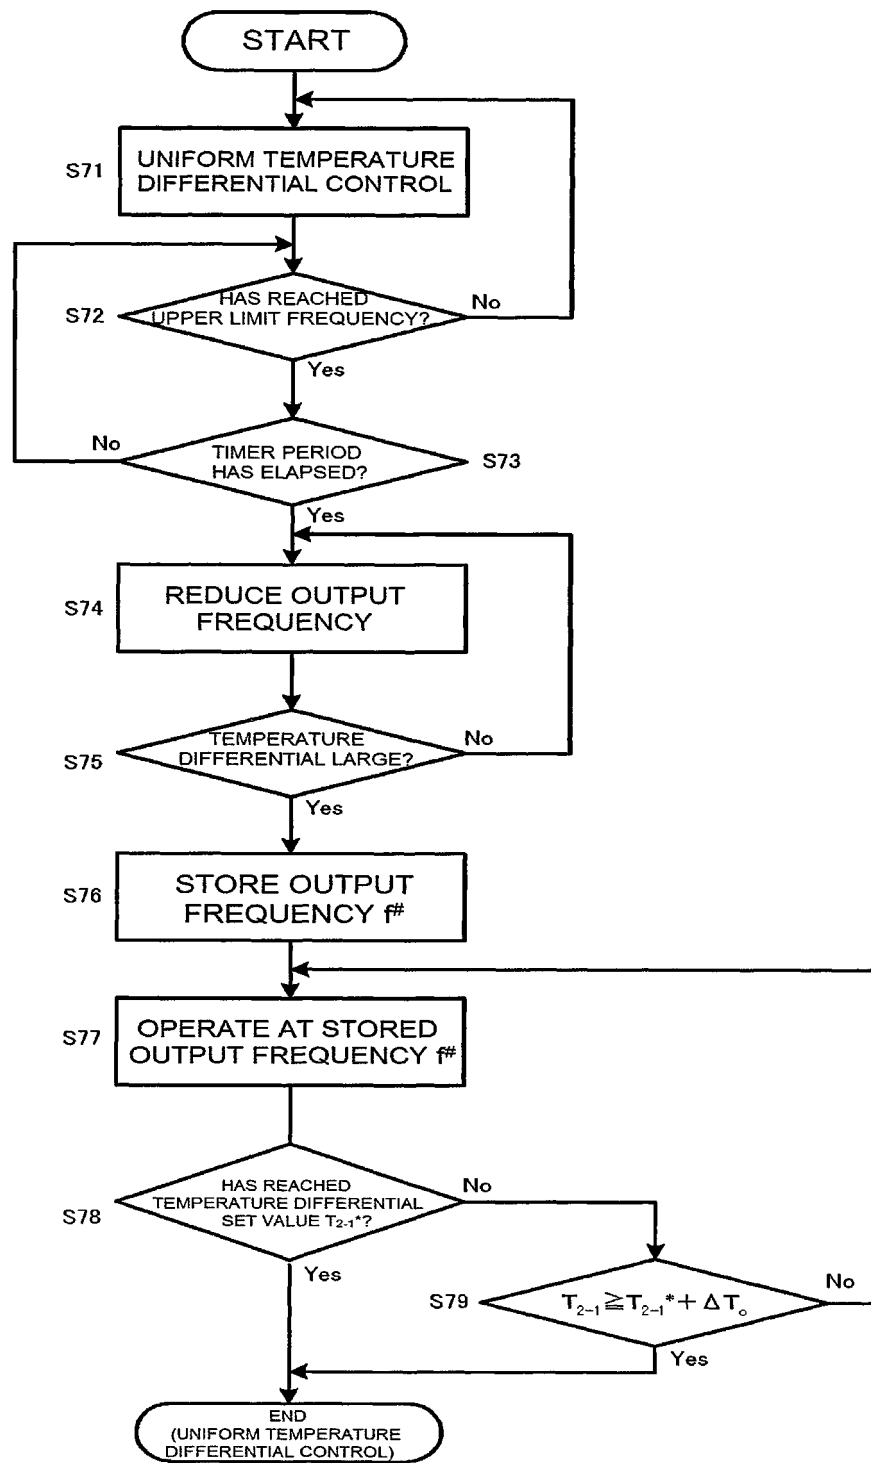 START
S71
UNIFORM TEMPERATURE
DIFFERENTIAL CONTROL
S72
HAS REACHED
UPPER LIMIT FREQUENCY?
No
Yes
No
TIMER PERIOD
HAS ELAPSED?
S73
Yes
S74
REDUCE OUTPUT
FREQUENCY
S75
TEMPERATURE
DIFFERENTIAL LARGE?
No
Yes
S76
STORE OUTPUT
FREQUENCY f#
S77
OPERATE AT STORED
OUTPUT FREQUENCY f#
S78
HAS REACHED
TEMPERATURE DIFFERENTIAL
SET VALUE T2-1*?
No
Yes
S79
T2-1≧T2-1*+ΔTo
No
Yes
END
(UNIFORM TEMPERATURE
DIFFERENTIAL CONTROL)